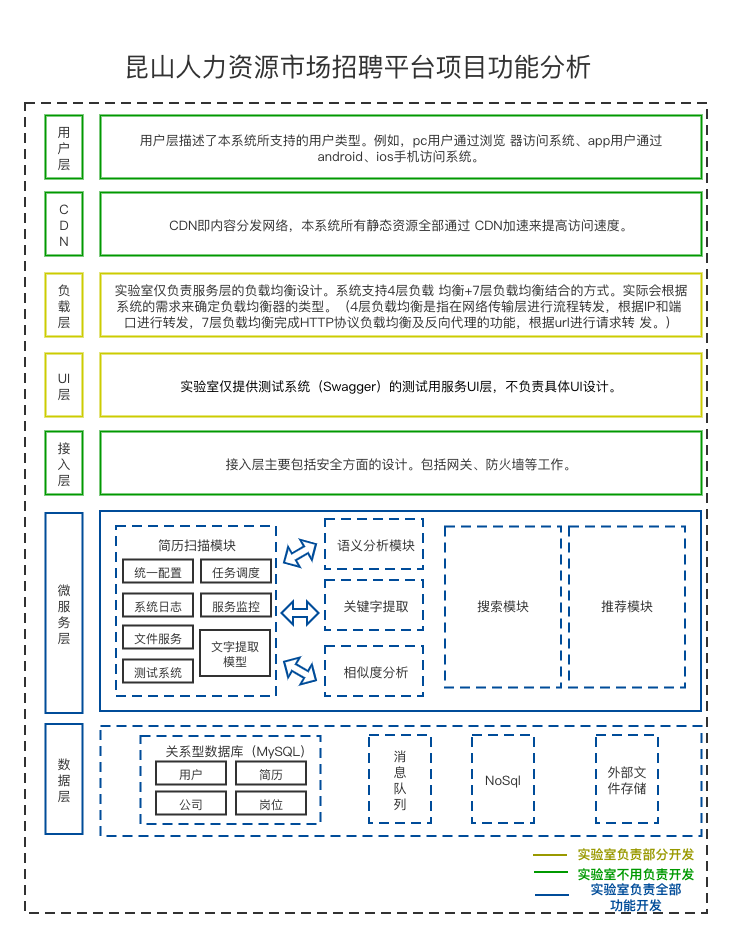 昆山人力资源市场招聘平台项目功能分析
用
户
层
用户层描述了本系统所支持的用户类型。例如，pc用户通过浏览 器访问系统、app用户通过
android、ios手机访问系统。
C
D
N
CDN即内容分发网络，本系统所有静态资源全部通过 CDN加速来提高访问速度。
负
载
层
实验室仅负责服务层的负载均衡设计。系统支持4层负载 均衡+7层负载均衡结合的方式。实际会根据
系统的需求来确定负载均衡器的类型。（4层负载均衡是指在网络传输层进行流程转发，根据IP和端
口进行转发，7层负载均衡完成HTTP协议负载均衡及反向代理的功能，根据url进行请求转 发。）
UI
层
实验室仅提供测试系统（Swagger）的测试用服务UI层，不负责具体UI设计。
接
入
层
接入层主要包括安全方面的设计。包括网关、防火墙等工作。
微
服
务
层
简历扫描模块
统一配置
任务调度
系统日志
服务监控
文件服务
文字提取
模型
测试系统
语义分析模块
关键字提取
相似度分析
搜索模块
推荐模块
数
据
层
关系型数据库（MySQL）
用户
简历
公司
岗位
消
息
队
列
NoSql
外部文
件存储
实验室负责部分开发
实验室不用负责开发
实验室负责全部
功能开发